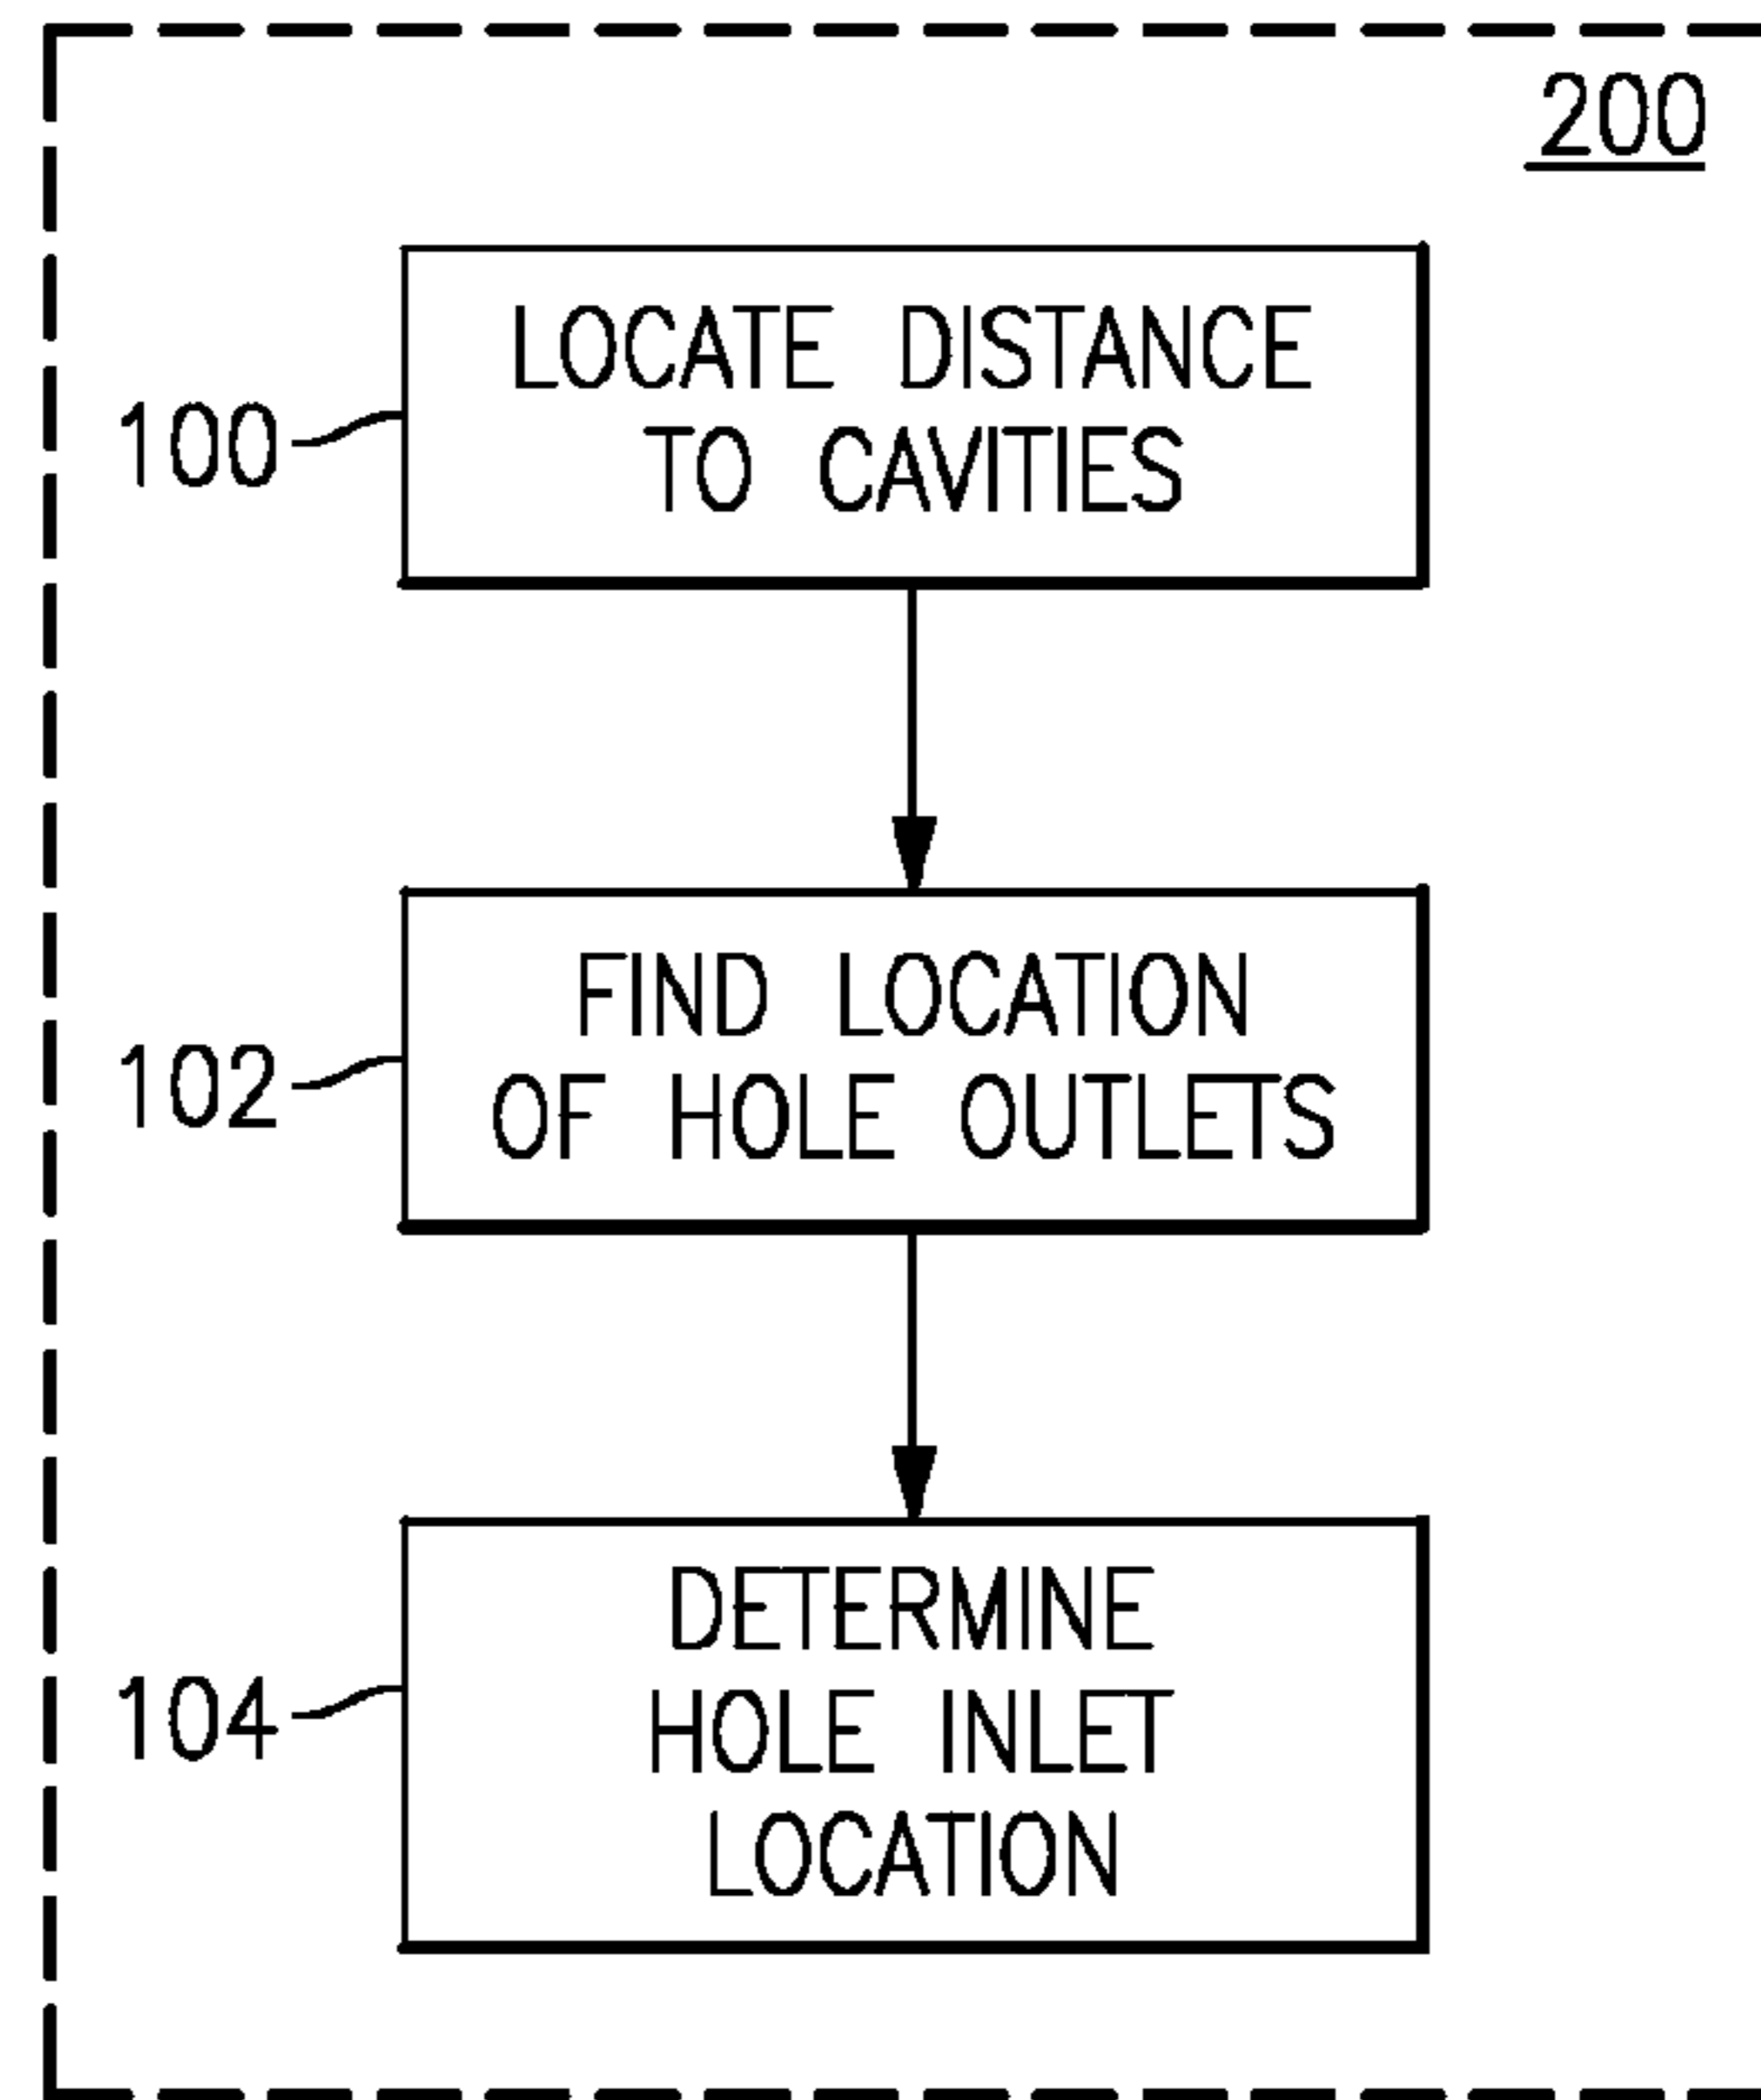 200
LOCATE DISTANCE
TO CAVITIES
100
FIND LOCATION
OF HOLE OUTLETS
102
DETERMINE
HOLE INLET
LOCATION
104